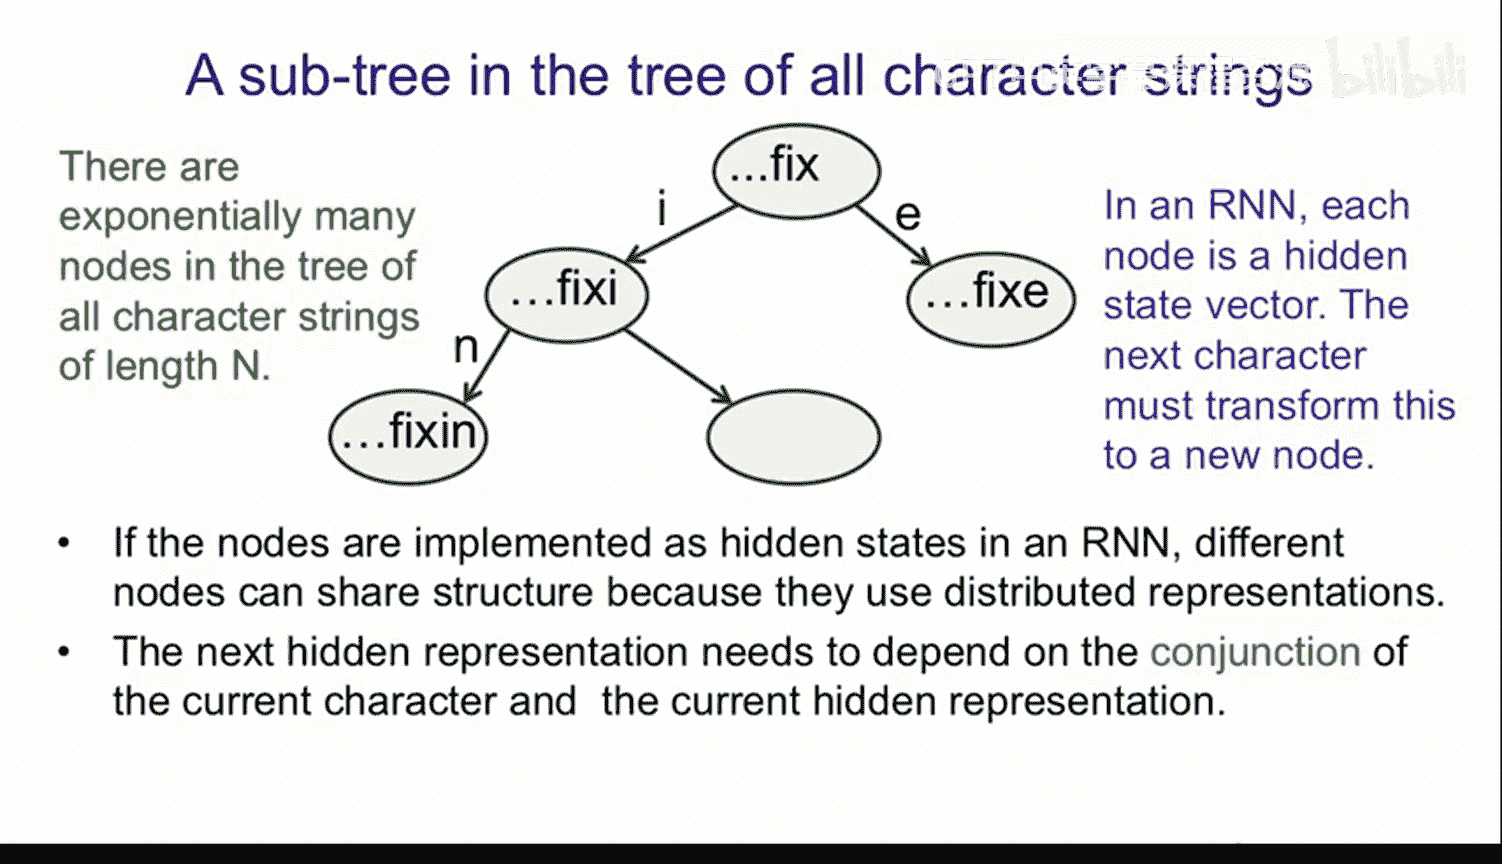 A sub-tree in the tree of all character strings
bilibili
There are
exponentially many
nodes in the tree of
all character strings
of length N.
...fix
i
e
...fixi
...fixe
n
...fixin
In an RNN, each
node is a hidden
state vector. The
next character
must transform this
to a new node.
• If the nodes are implemented as hidden states in an RNN, different
nodes can share structure because they use distributed representations.
• The next hidden representation needs to depend on the conjunction of
the current character and the current hidden representation.